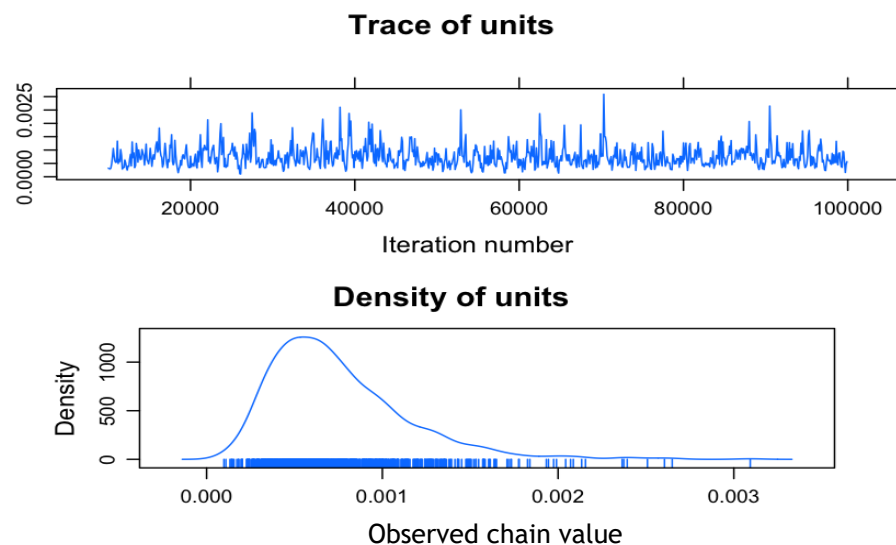 Trace of units
0.0025
0.0000
20000 40000 60000 80000 100000
Iteration number
Density of units
1000
500
0
Density
0.000 0.001 0.002 0.003
Observed chain value